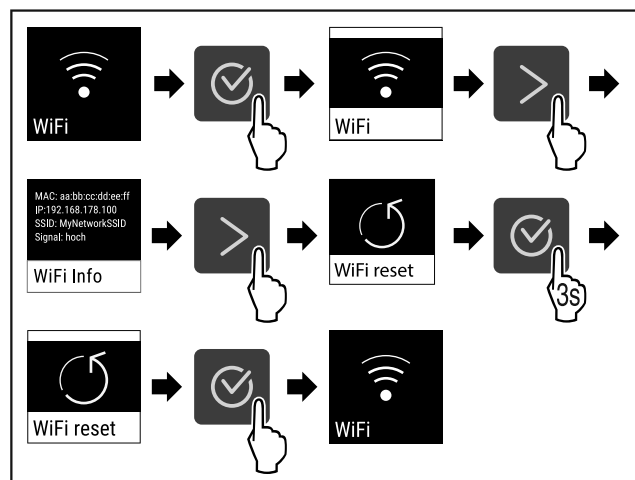 WiFi
WiFi
MAC: aa:bb:cc:dd:ee:ff
IP:192.168.178.100
SSID: MyNetworkSSID
Signal: hoch
WiFi Info
WiFi reset
3s
WiFi reset
WiFi